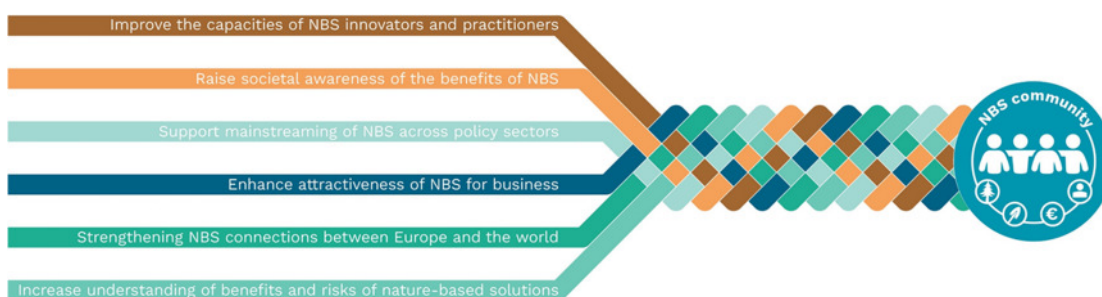 Improve the capacities of NBS innovators and practitioners
Raise societal awareness of the benefits of NBS
Support mainstreaming of NBS across policy sectors
Enhance attractiveness of NBS for business
Strengthening NBS connections between Europe and the world
Increase understanding of benefits and risks of nature-based solutions
NBS community
€